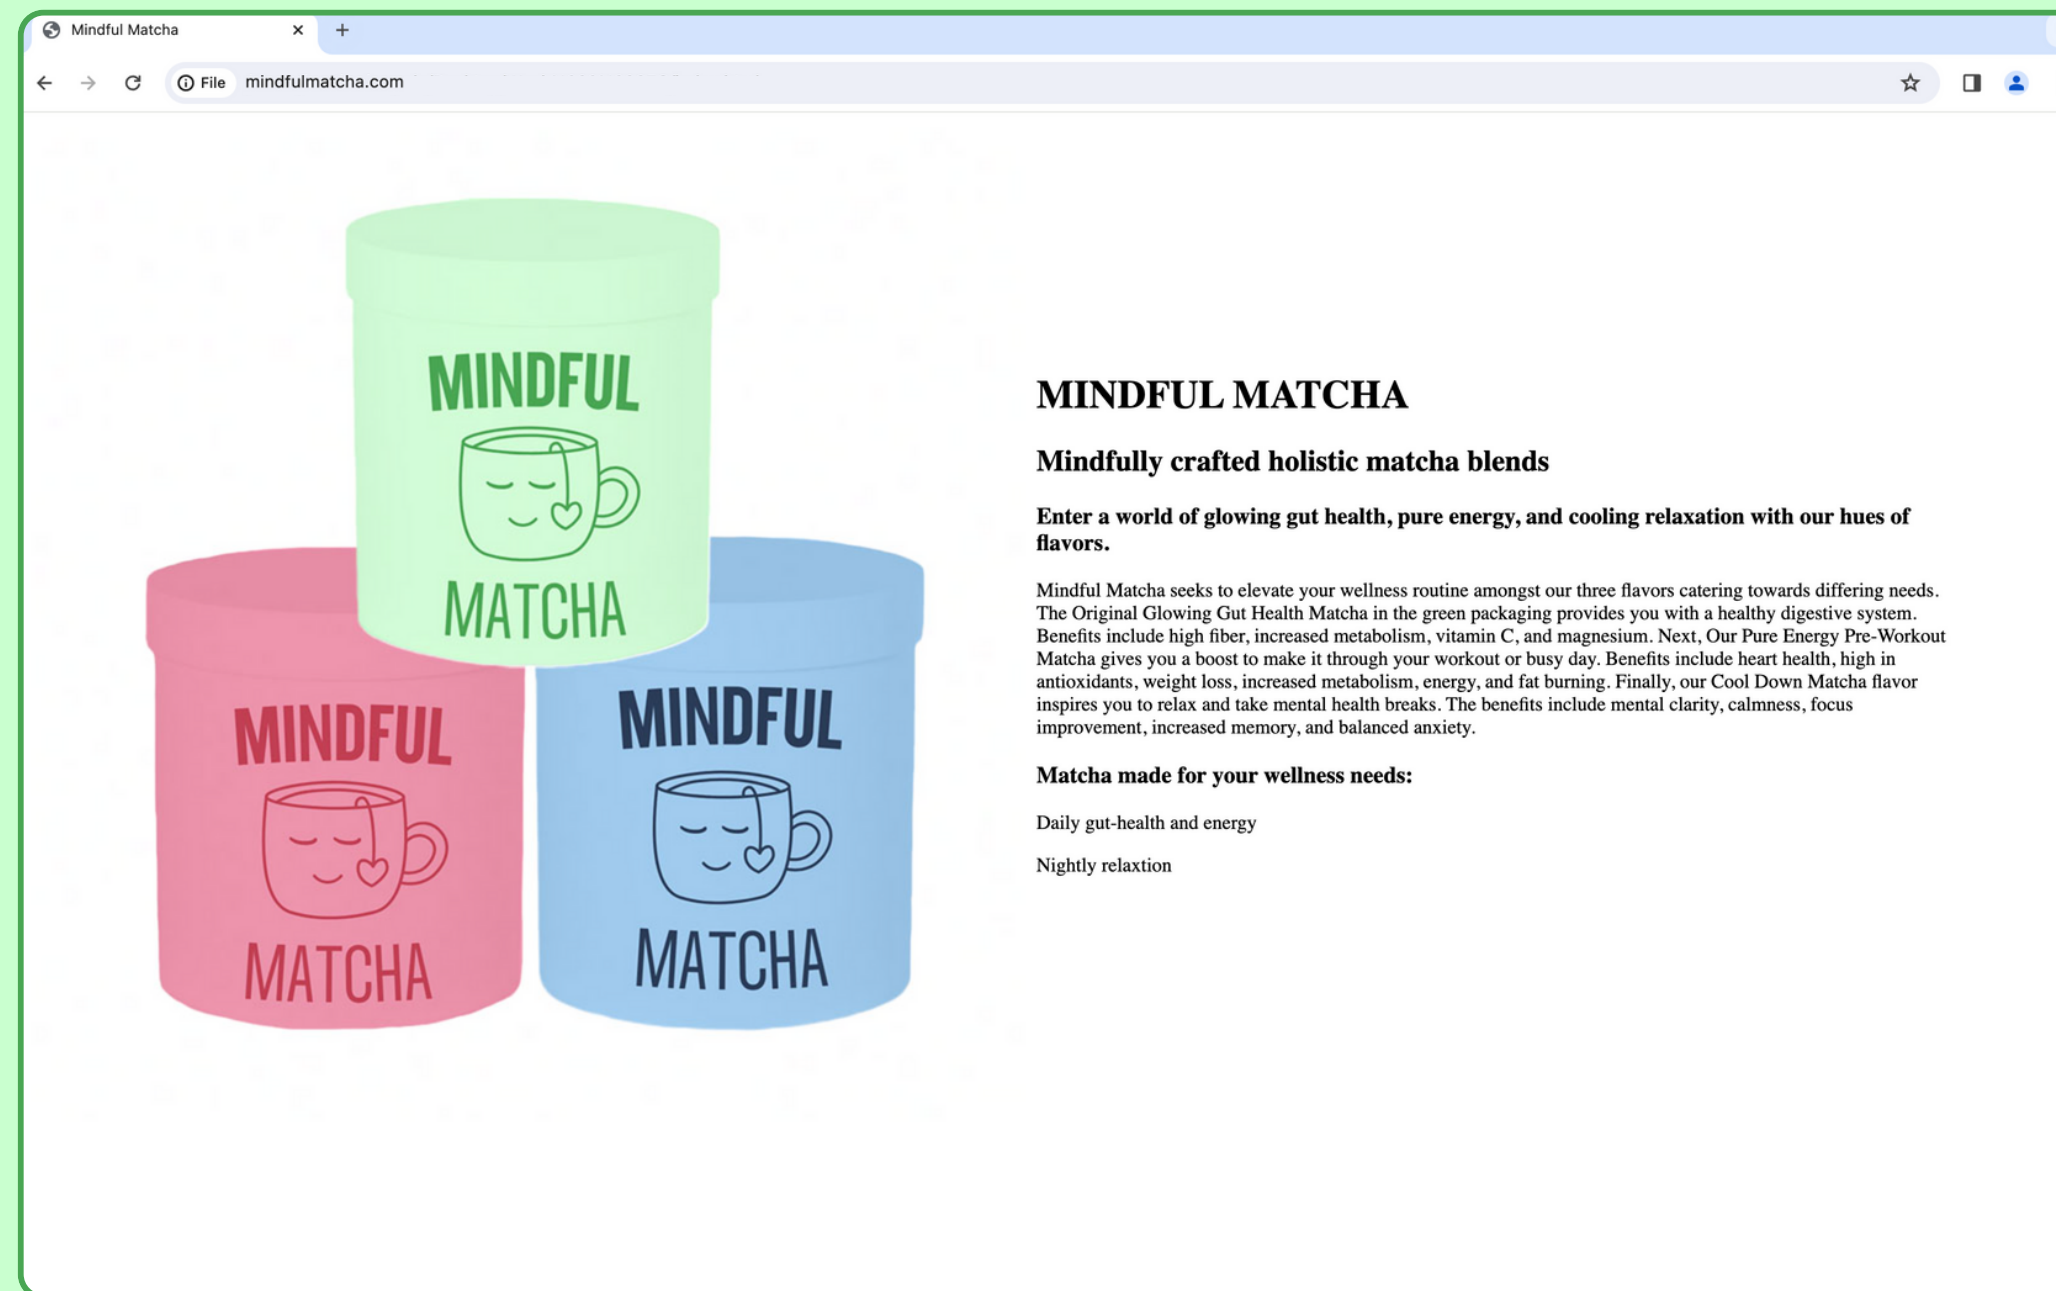 Mindful Matcha
File mindfulmatcha.com
MINDFUL
MATCHA
MINDFUL
MATCHA
MINDFUL
MATCHA
MINDFUL MATCHA
Mindfully crafted holistic matcha blends
Enter a world of glowing gut health, pure energy, and cooling relaxation with our hues of
flavors.
Mindful Matcha seeks to elevate your wellness routine amongst our three flavors catering towards differing needs.
The Original Glowing Gut Health Matcha in the green packaging provides you with a healthy digestive system.
Benefits include high fiber, increased metabolism, vitamin C, and magnesium. Next, Our Pure Energy Pre-Workout
Matcha gives you a boost to make it through your workout or busy day. Benefits include heart health, high in
antioxidants, weight loss, increased metabolism, energy, and fat burning. Finally, our Cool Down Matcha flavor
inspires you to relax and take mental health breaks. The benefits include mental clarity, calmness, focus
improvement, increased memory, and balanced anxiety.
Matcha made for your wellness needs:
Daily gut-health and energy
Nightly relaxtion